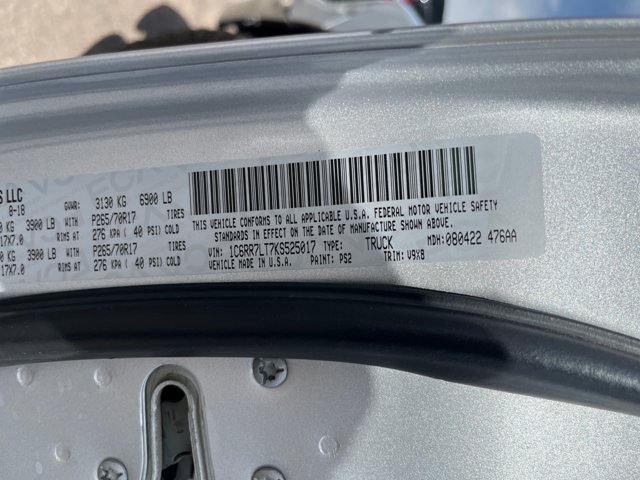 S LLC
8-18 GVWR: 3130 KG 6900 LB
KG 3900 LB WITH P265/70R17 TIRES
17X7.0 RIMS AT 276 KPA ( 40 PSI) COLD
KG 3900 LB WITH P265/70R17 TIRES
17X7.0 RIMS AT 276 KPA ( 40 PSI) COLD
THIS VEHICLE CONFORMS TO ALL APPLICABLE U.S.A. FEDERAL MOTOR VEHICLE SAFETY
STANDARDS IN EFFECT ON THE DATE OF MANUFACTURE SHOWN ABOVE.
VIN: 1C6RR7LT7KS525017 TYPE: TRUCK MDH: 080422 476AA
VEHICLE MADE IN U.S.A. PAINT: PS2 TRIM: V9X8